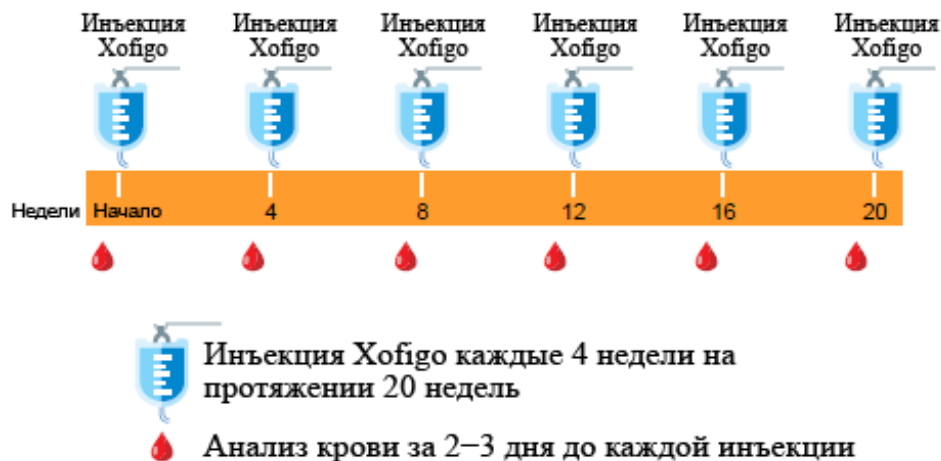 Инъекция Xofigo
Инъекция Xofigo
Инъекция Xofigo
Инъекция Xofigo
Инъекция Xofigo
Инъекция Xofigo
Недели Начало 4 8 12 16 20
Инъекция Xofigo каждые 4 недели на
протяжении 20 недель
Анализ крови за 2–3 дня до каждой инъекции